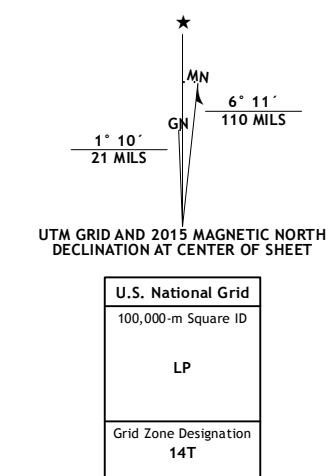 ★
MN
GN
6° 11´
110 MILS
1° 10´
21 MILS
UTM GRID AND 2015 MAGNETIC NORTH
DECLINATION AT CENTER OF SHEET
U.S. National Grid
100,000-m Square ID
LP
Grid Zone Designation
14T